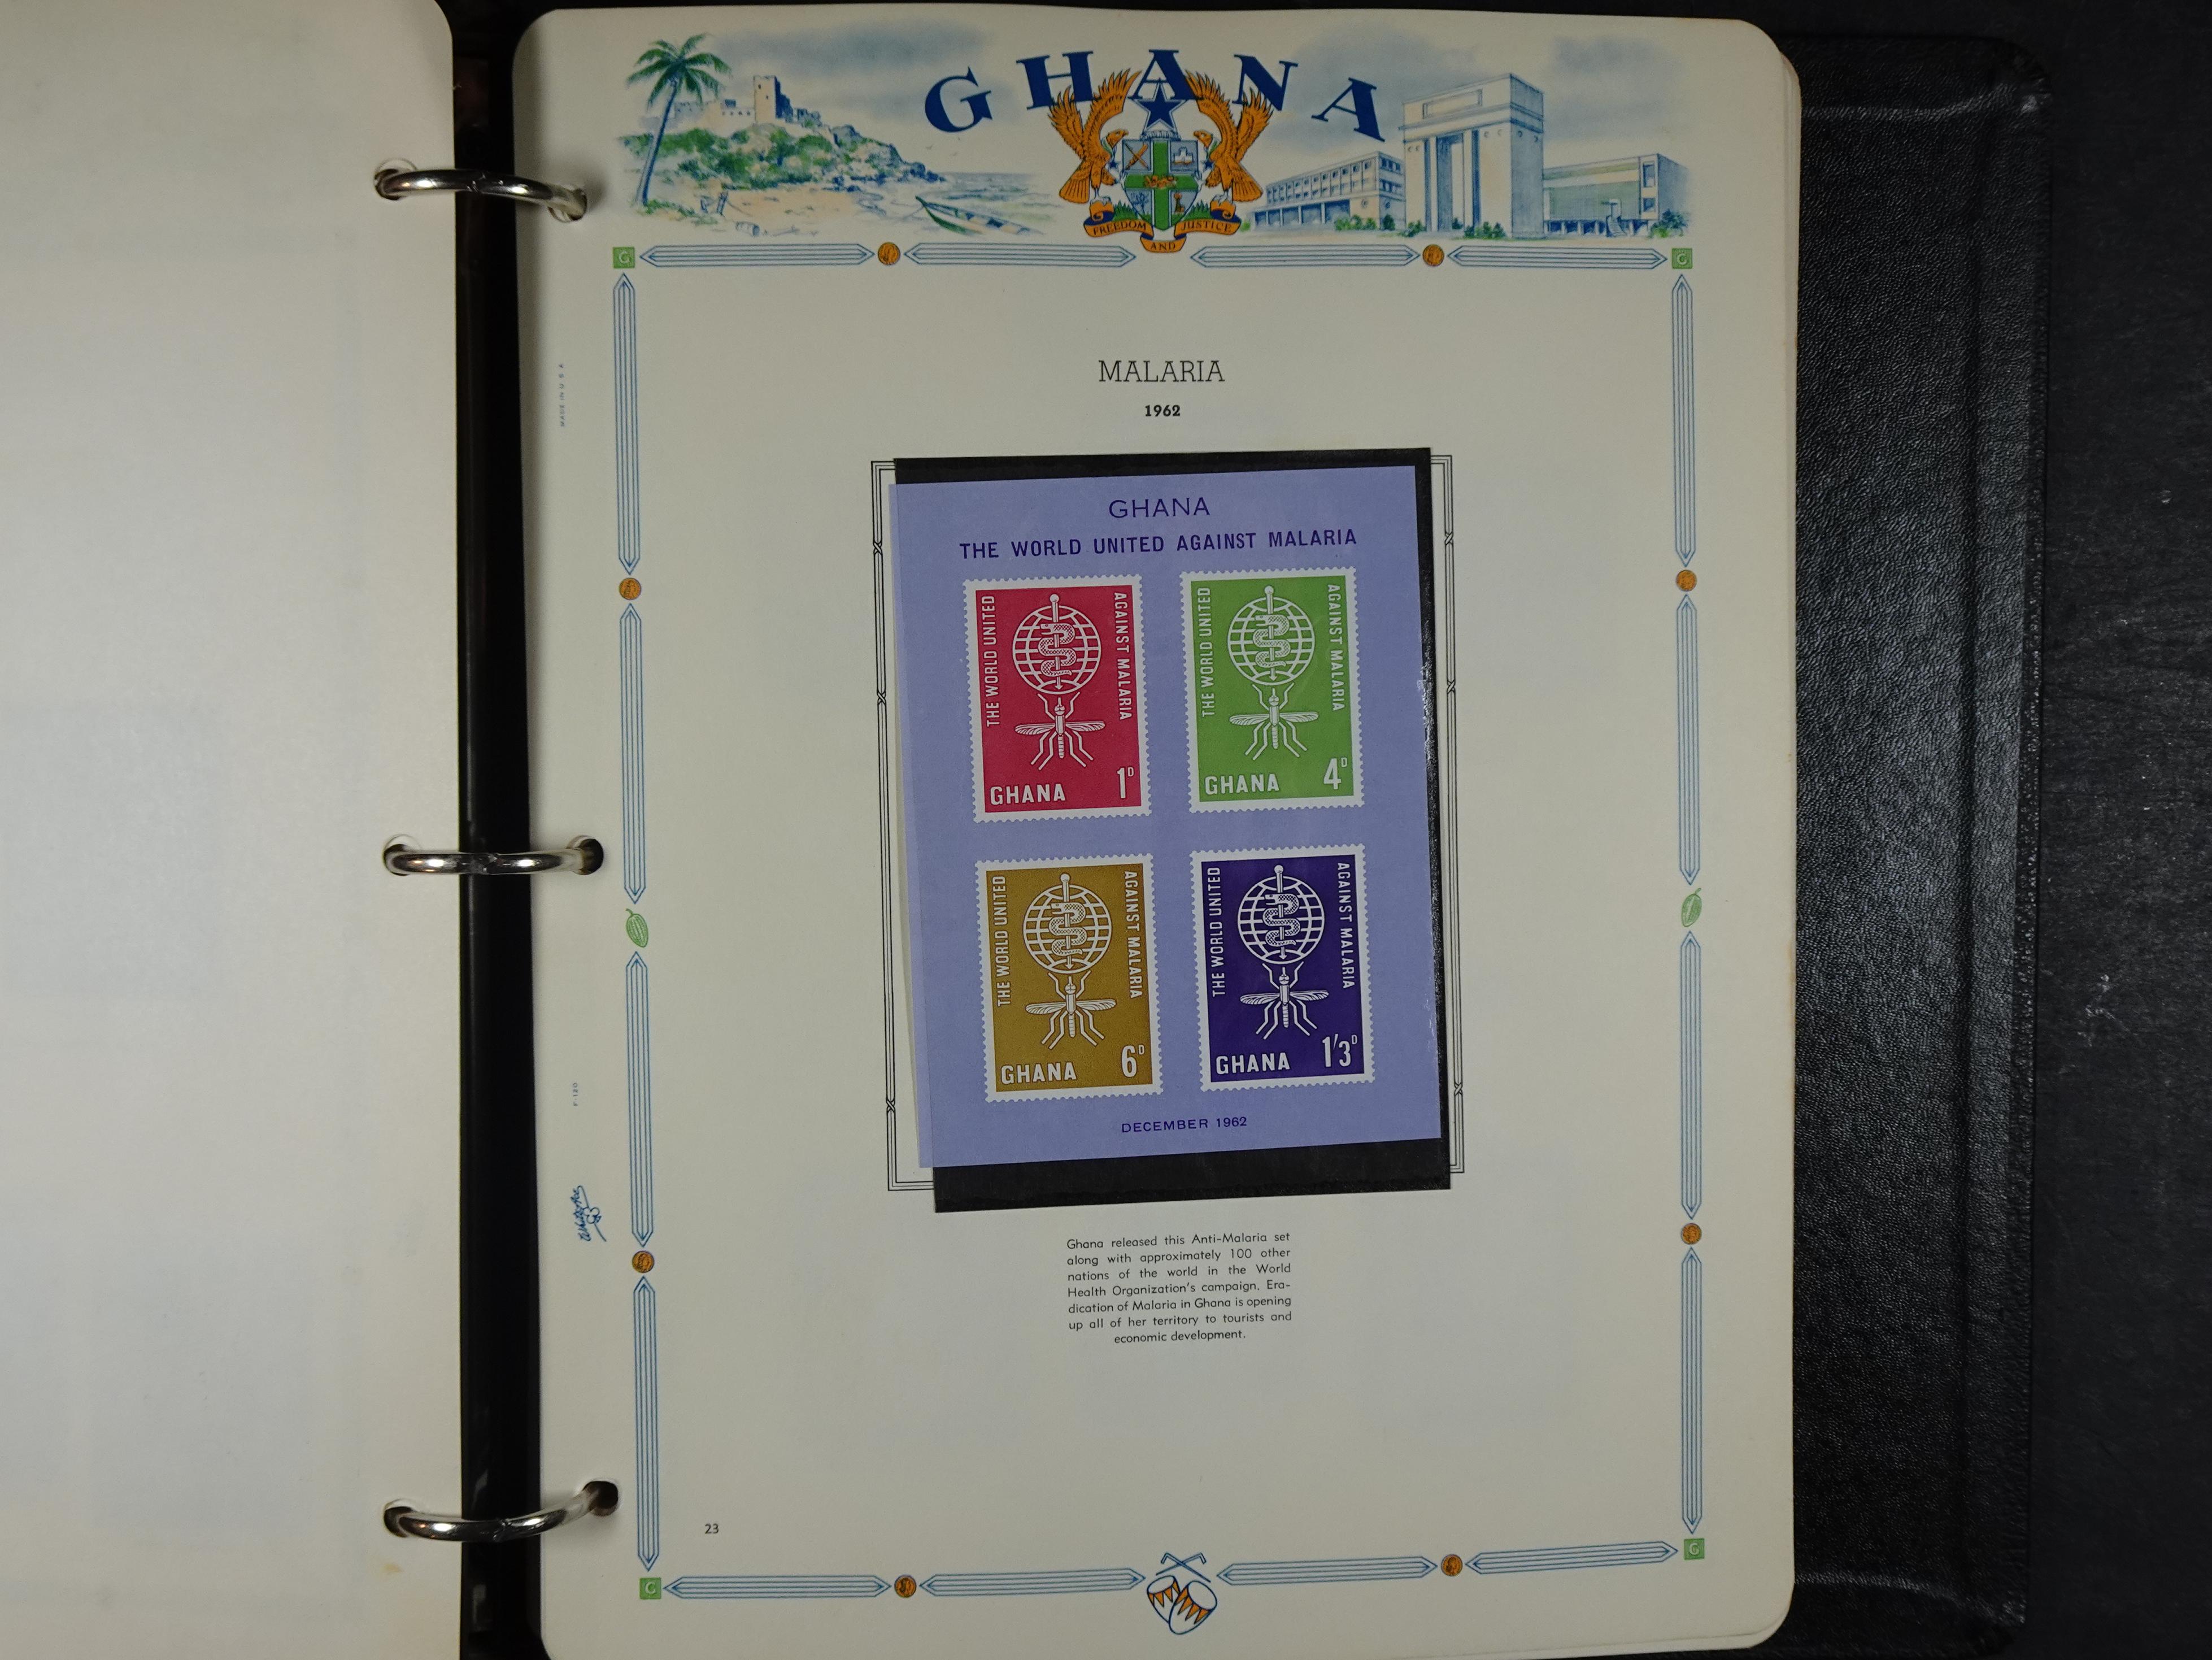 GHANA
FREEDOM AND JUSTICE
G
G
MADE IN U S A
MALARIA
1962
GHANA
THE WORLD UNITED AGAINST MALARIA
THE WORLD UNITED
AGAINST MALARIA
GHANA 1D
THE WORLD UNITED
AGAINST MALARIA
GHANA 4D
THE WORLD UNITED
AGAINST MALARIA
GHANA 6D
THE WORLD UNITED
AGAINST MALARIA
GHANA 1/3D
DECEMBER 1962
F-120
Ghana released this Anti-Malaria set
along with approximately 100 other
nations of the world in the World
Health Organization's campaign. Era-
dication of Malaria in Ghana is opening
up all of her territory to tourists and
economic development.
23
G
G